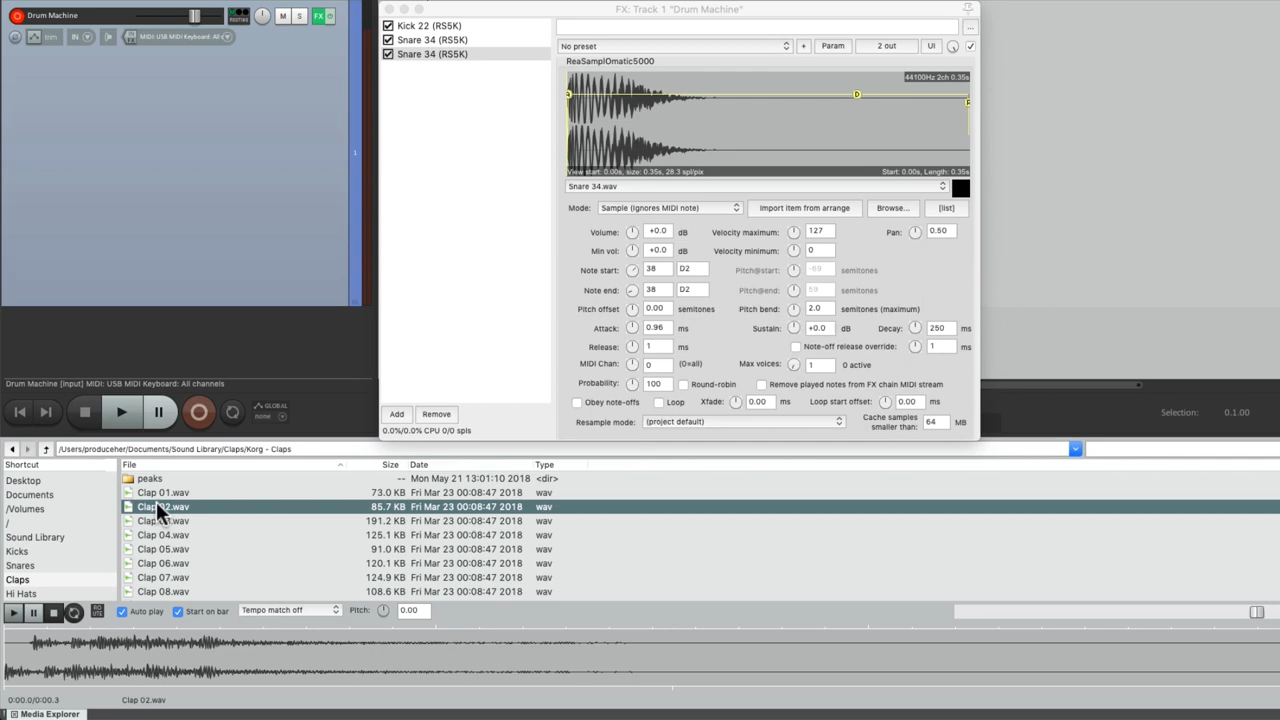 Drum Machine
M S
ROUTING
FX
trim
IN
MIDI: USB MIDI Keyboard: All c
1
Drum Machine [input] MIDI: USB MIDI Keyboard: All channels
GLOBAL
none
FX: Track 1 "Drum Machine"
Kick 22 (RS5K)
Snare 34 (RS5K)
Snare 34 (RS5K)
Add
Remove
0.0%/0.0% CPU 0/0 spls
...
No preset
+
Param
2 out
UI
ReaSamplOmatic5000
44100Hz 2ch 0.35s
D
View start: 0.00s, size: 0.35s, 28.3 spl/pix
Start: 0.00s, Length: 0.35s
Snare 34.wav
Mode: Sample (Ignores MIDI note)
Import item from arrange
Browse...
[list]
Volume: +0.0 dB Velocity maximum: 127 Pan: 0.50
Min vol: +0.0 dB Velocity minimum: 0
Note start: 38 D2 Pitch@start: -69 semitones
Note end: 38 D2 Pitch@end: 59 semitones
Pitch offset 0.00 semitones Pitch bend: 2.0 semitones (maximum)
Attack: 0.96 ms Sustain: +0.0 dB Decay: 250 ms
Release: 1 ms Note-off release override: 1 ms
MIDI Chan: 0 (0=all) Max voices: 1 0 active
Probability: 100 Round-robin Remove played notes from FX chain MIDI stream
Obey note-offs Loop Xfade: 0.00 ms Loop start offset: 0.00 ms
Resample mode: (project default) Cache samples smaller than: 64 MB
Selection: 0.1.00
/Users/produceher/Documents/Sound Library/Claps/Korg - Claps
Shortcut
Desktop
Documents
/Volumes
/
Sound Library
Kicks
Snares
Claps
Hi Hats
File Size Date Type
peaks -- Mon May 21 13:01:10 2018 <dir>
Clap 01.wav 73.0 KB Fri Mar 23 00:08:47 2018 wav
Clap 02.wav 85.7 KB Fri Mar 23 00:08:47 2018 wav
191.2 KB Fri Mar 23 00:08:47 2018 wav
Clap 04.wav 125.1 KB Fri Mar 23 00:08:47 2018 wav
Clap 05.wav 91.0 KB Fri Mar 23 00:08:47 2018 wav
Clap 06.wav 120.1 KB Fri Mar 23 00:08:47 2018 wav
Clap 07.wav 124.9 KB Fri Mar 23 00:08:47 2018 wav
Clap 08.wav 108.6 KB Fri Mar 23 00:08:47 2018 wav
Auto play
Start on bar
Tempo match off
Pitch: 0.00
0:00.0/0:00.3
Clap 02.wav
Media Explorer